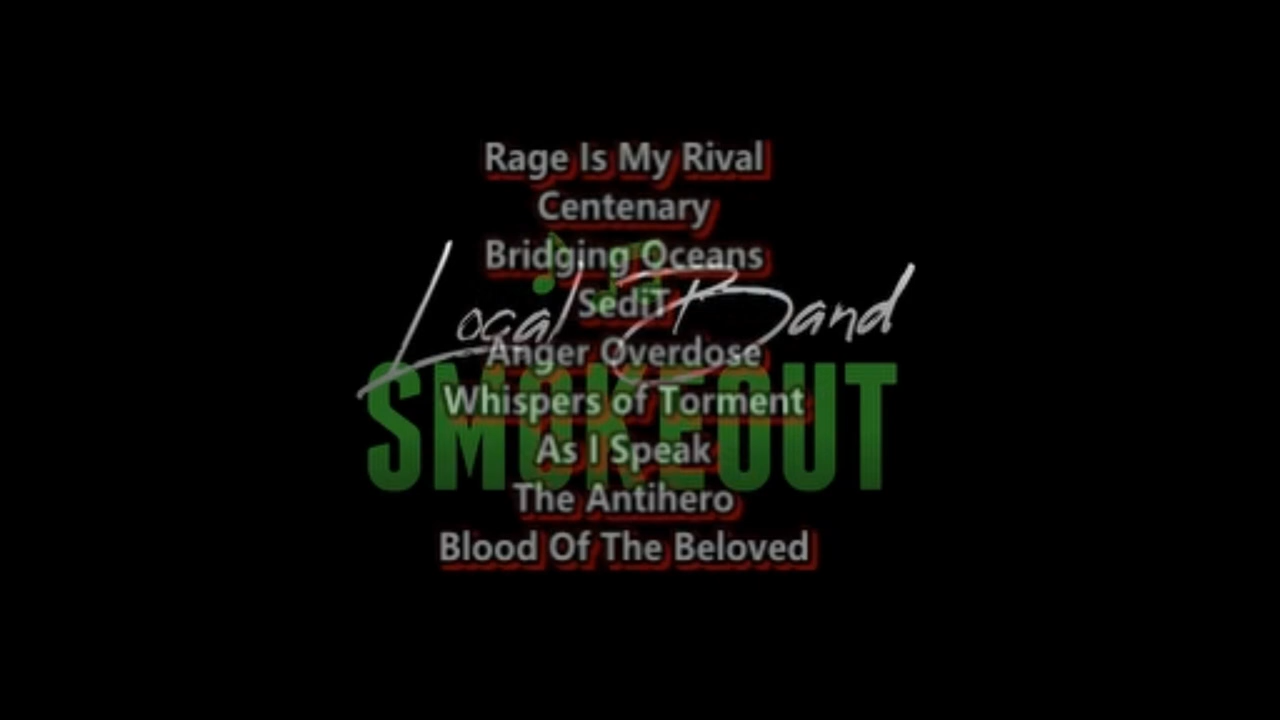 Rage Is My Rival
Centenary
Bridging Oceans
SediT
Local Band
Anger Overdose
Whispers of Torment
SMOKEOUT
As I Speak
The Antihero
Blood Of The Beloved